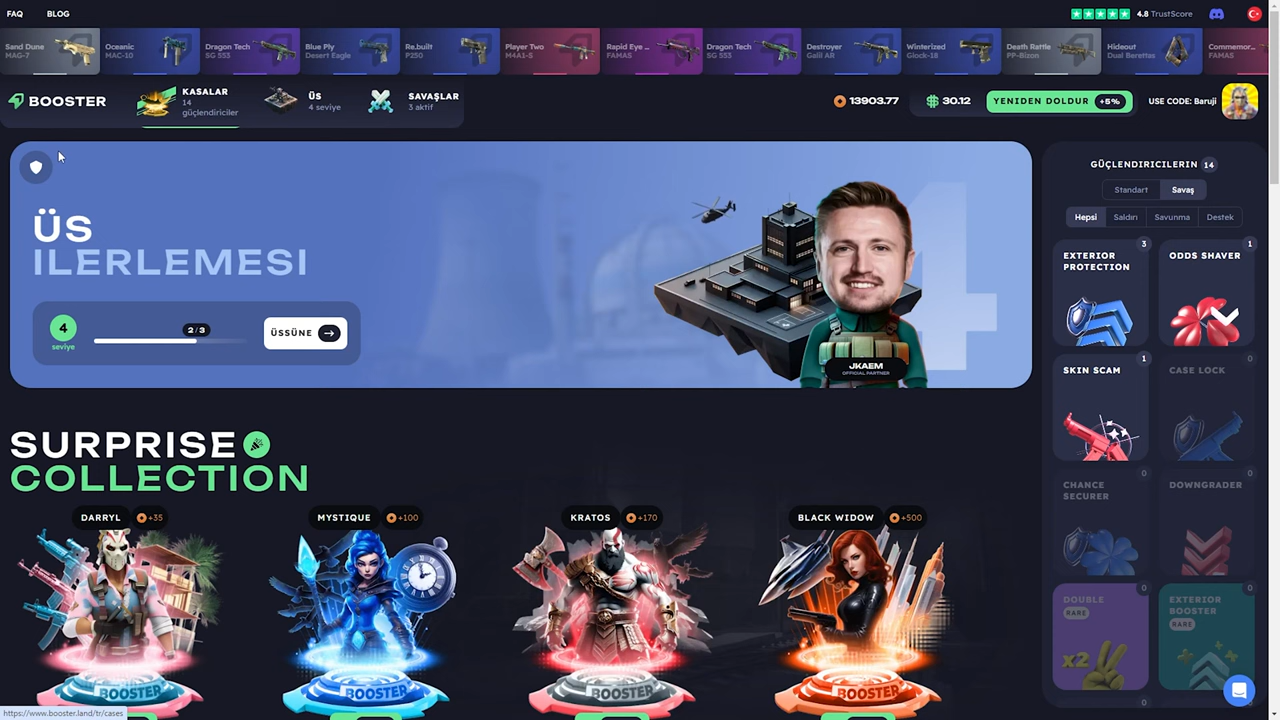 FAQ
BLOG
4.8 TrustScore
Sand Dune
MAG-7
Oceanic
MAC-10
Dragon Tech
SG 553
Blue Ply
Desert Eagle
Re.built
P250
Player Two
M4A1-S
Rapid Eye ...
FAMAS
Dragon Tech
SG 553
Destroyer
Galil AR
Winterized
Glock-18
Death Rattle
PP-Bizon
Hideout
Dual Berettas
Commemor...
FAMAS
BOOSTER
KASALAR
14
güçlendiriciler
ÜS
4 seviye
SAVAŞLAR
3 aktif
13903.77
30.12
YENIDEN DOLDUR +5%
USE CODE: Baruji
ÜS
ILERLEMESI
4
seviye
2/3
ÜSSÜNE
4
JKAEM
OFFICIAL PARTNER
GÜÇLENDIRICILERIN 14
Standart
Savaş
Hepsi
Saldırı
Savunma
Destek
3
EXTERIOR
PROTECTION
1
ODDS SHAVER
1
SKIN SCAM
0
CASE LOCK
0
CHANCE
SECURER
0
DOWNGRADER
0
DOUBLE
RARE
x2
0
EXTERIOR
BOOSTER
RARE
0
0
SURPRISE
COLLECTION
DARRYL +35
MYSTIQUE +100
KRATOS +170
BLACK WIDOW +500
BOOSTER
BOOSTER
BOOSTER
BOOSTER
https://www.booster.land/tr/cases